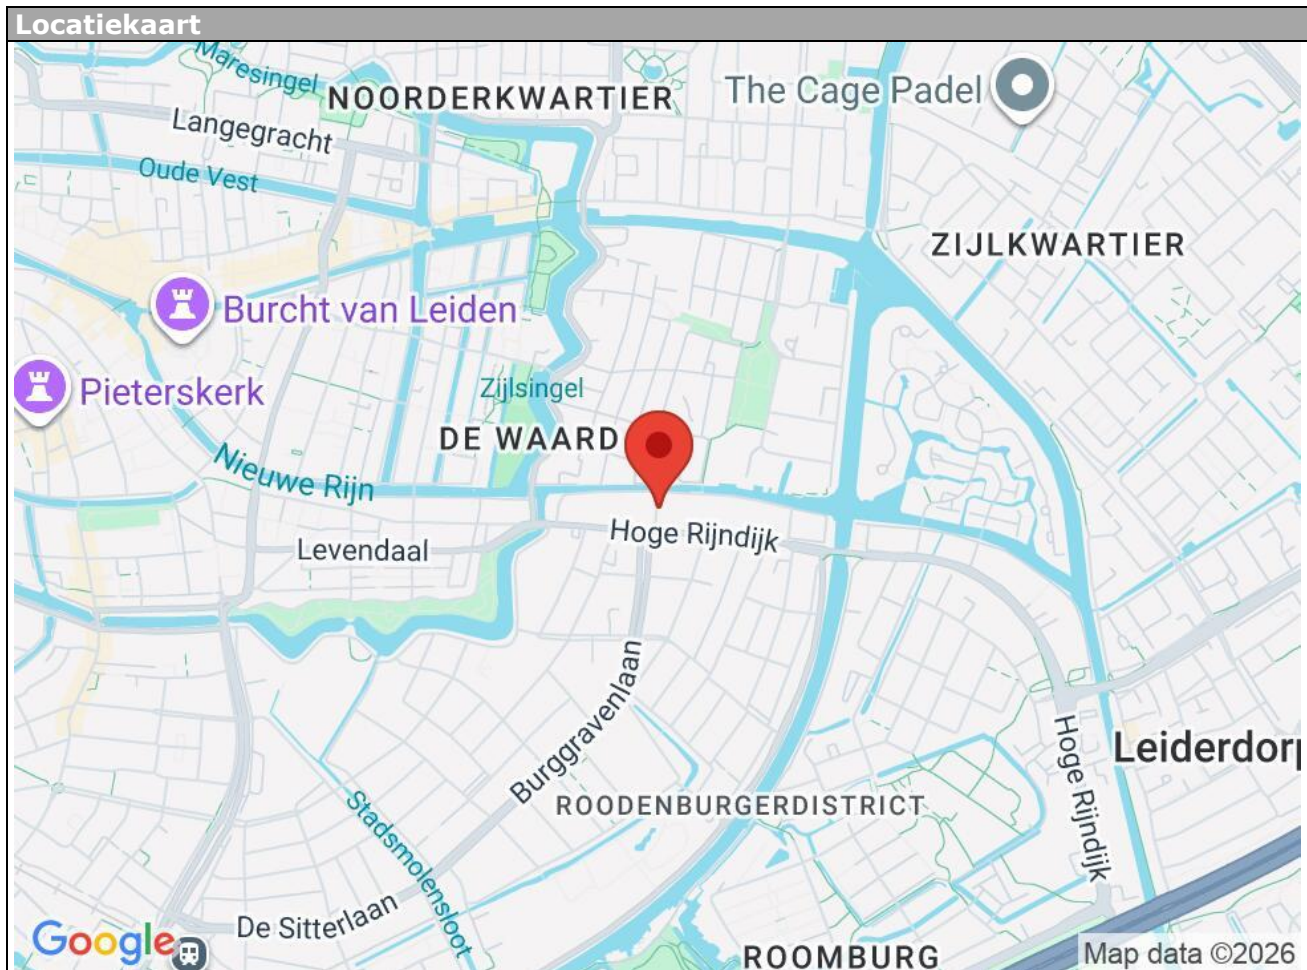 Locatiekaart
Maresingel
NOORDERKWARTIER
The Cage Padel
Langegracht
Oude Vest
ZIJLKWARTIER
Burcht van Leiden
Pieterskerk
Zijlsingel
DE WAARD
Nieuwe Rijn
Hoge Rijndijk
Levendaal
Burggravenlaan
Hoge Rijndijk
Leiderdorp
ROODENBURGERDISTRICT
Stadsmolensloot
De Sitterlaan
Google
ROOMBURG
Map data ©2026